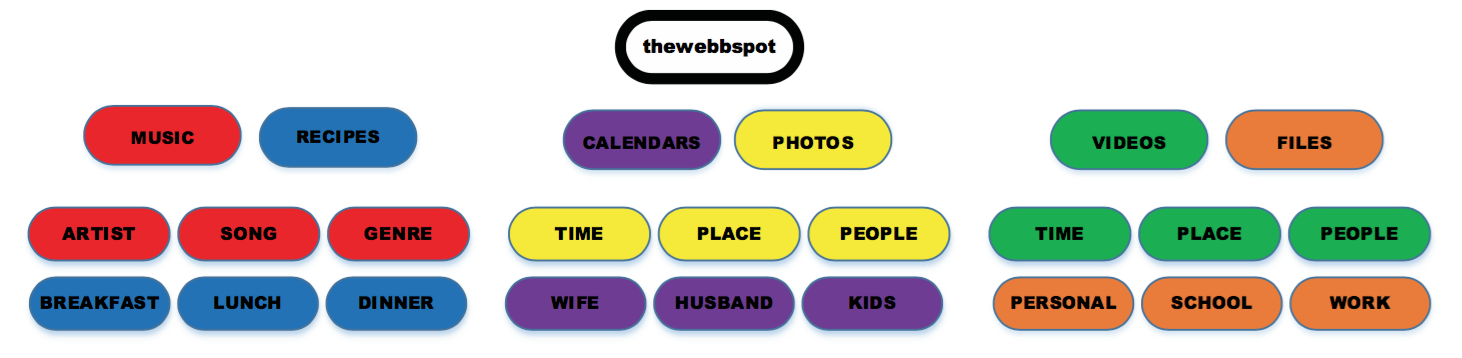 thewebbspot
MUSIC RECIPES CALENDARS PHOTOS VIDEOS FILES
ARTIST SONG GENRE TIME PLACE PEOPLE TIME PLACE PEOPLE
BREAKFAST LUNCH DINNER WIFE HUSBAND KIDS PERSONAL SCHOOL WORK